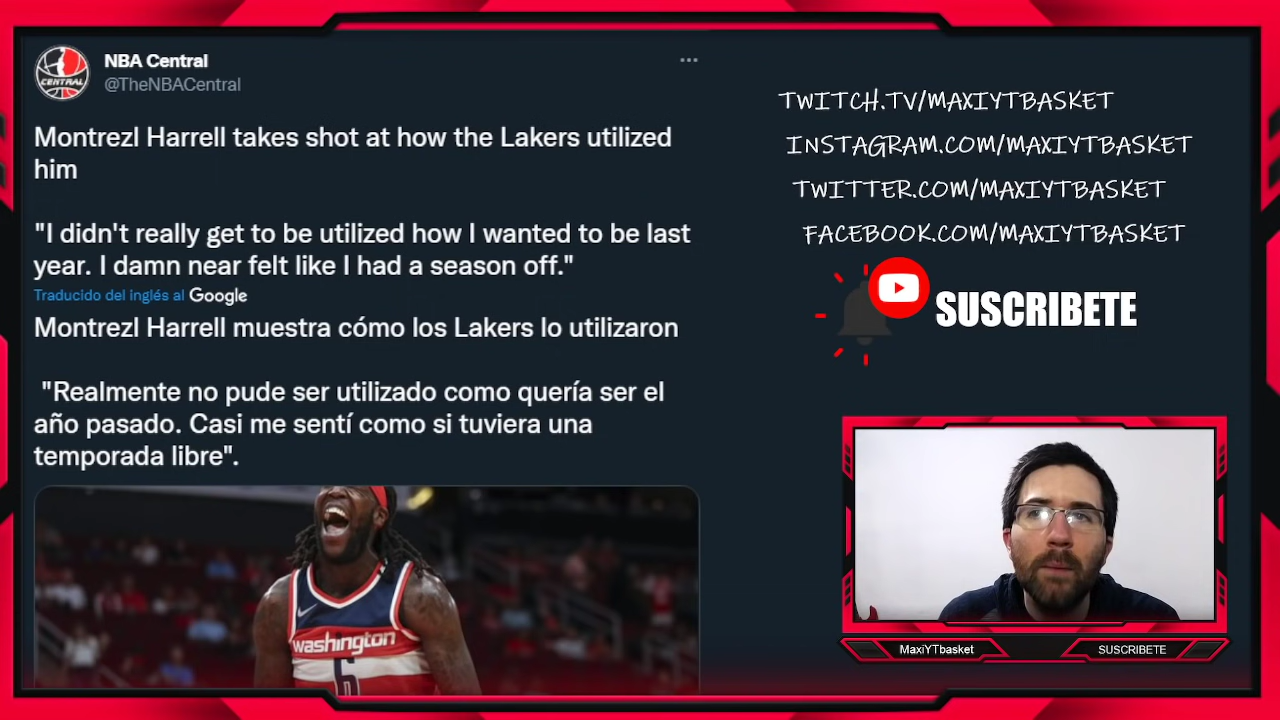 NBA Central
@TheNBACentral
CENTRAL
Montrezl Harrell takes shot at how the Lakers utilized
him
"I didn't really get to be utilized how I wanted to be last
year. I damn near felt like I had a season off."
Traducido del inglés al Google
Montrezl Harrell muestra cómo los Lakers lo utilizaron
"Realmente no pude ser utilizado como quería ser el
año pasado. Casi me sentí como si tuviera una
temporada libre".
washington
6
TWITCH.TV/MAXIYTBASKET
INSTAGRAM.COM/MAXIYTBASKET
TWITTER.COM/MAXIYTBASKET
FACEBOOK.COM/MAXIYTBASKET
SUSCRIBETE
MaxiYTbasket
SUSCRIBETE